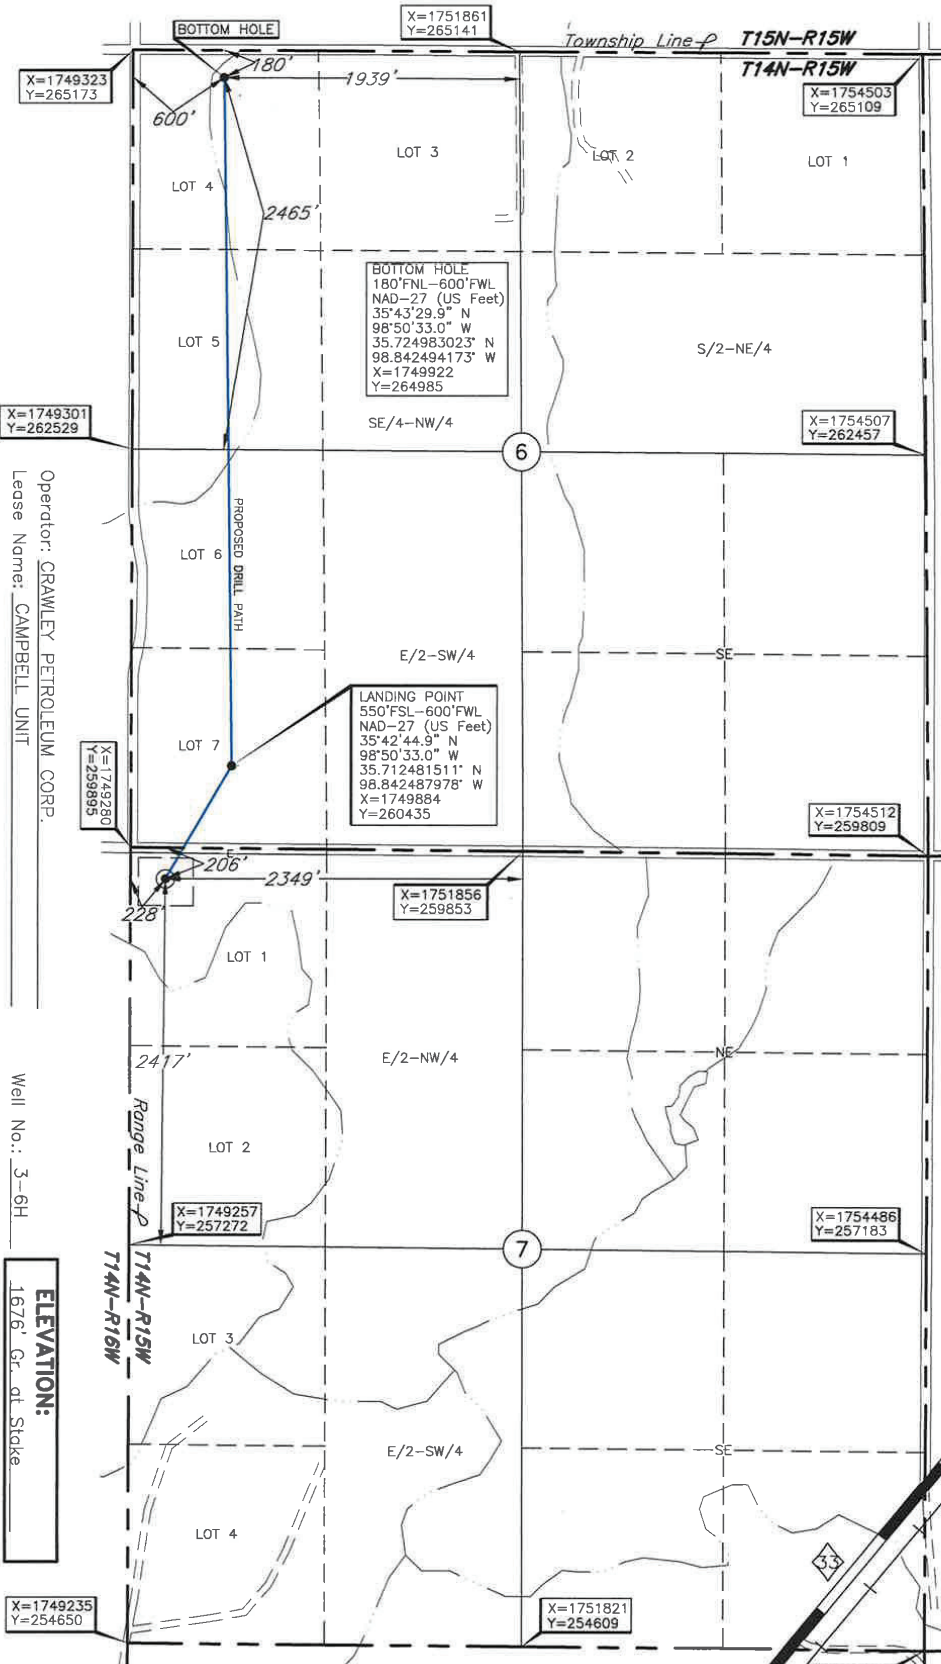 BOTTOM HOLE
X=1751861
Y=265141
Township Line
T15N-R15W
T14N-R15W
X=1749323
Y=265173
180'
1939'
600'
X=1754503
Y=265109
LOT 4
LOT 3
LOT 2
LOT 1
2465'
BOTTOM HOLE
180'FNL-600'FWL
NAD-27 (US Feet)
35°43'29.9" N
98°50'33.0" W
35.724983023° N
98.842494173° W
X=1749922
Y=264985
LOT 5
S/2-NE/4
SE/4-NW/4
X=1749301
Y=262529
X=1754507
Y=262457
6
Operator: CRAWLEY PETROLEUM CORP.
Lease Name: CAMPBELL UNIT
PROPOSED DRILL PATH
LOT 6
E/2-SW/4
SE
LANDING POINT
550'FSL-600'FWL
NAD-27 (US Feet)
35°42'44.9" N
98°50'33.0" W
35.712481511° N
98.842487978° W
X=1749884
Y=260435
LOT 7
X=1749280
Y=259895
X=1754512
Y=259809
E
206'
2349'
228'
X=1751856
Y=259853
LOT 1
2417'
E/2-NW/4
NE
Range Line
LOT 2
Well No.: 3-6H
X=1749257
Y=257272
X=1754486
Y=257183
7
T14N-R15W
T14N-R16W
ELEVATION:
1676' Gr. at Stake
LOT 3
E/2-SW/4
SE
LOT 4
33
X=1749235
Y=254650
X=1751821
Y=254609